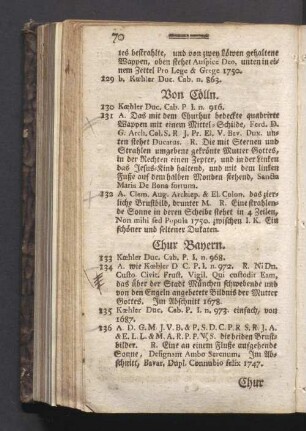 70
tes bestrahlte, und von zwey Löwen gehaltene
Wappen, oben stehet Auspice Deo, unten in ei-
nem Zettel Pro Lege & Grege 1750.
229 b. Kœhler Duc. Cab. n. 863.
Von Cölln.
230 Kœhler Duc. Cab. P. I. n. 916.
231 A. Das mit dem Churhut bedeckte quadrirte
Wappen mit einem Mittel-Schilde, Ferd. D.
G. Arch. Col. S. R. J. Pr. El. V. Bav. Dux. un-
ten stehet Ducatus. R. Die mit Sternen und
Strahlen umgebene gekrönte Mutter Gottes,
in der Rechten einen Zepter, und in der Linken
das Jesus-Kind haltend, und mit dem linken
Fuße auf dem halben Monden stehend, Sancta
Maria De Bona fortuna.
232 A. Clem. Aug. Archiep. & El. Colon. das zier-
liche Brustbild, drunter M. R. Eine strahlen-
de Sonne in deren Scheibe stehet in 4 Zeilen,
Non mihi sed Populo 1750. zwischen I. K. Ein
schöner und seltener Dukaten.
Chur Bayern.
233 Kœhler Duc. Cab. P. I. n. 968.
234 A. wie Kœhler D C. P. I. n. 972. R. Ni Dn.
Custo. Civit. Frust. Vigil. Qui custodit Eam,
das über der Stadt München schwebende und
von den Engeln angebetete Bildnis der Mutter
Gottes. Im Abschnitt 1678.
235 Kœhler Duc. Cab. P. I. n. 973. einfach, von
1687.
236 A. D. G. M J. V. B. & P. S. D. C. P. R S. R. J. A.
& E. L. L. & M. A. R. P. P. die beiden Brust-
bilder. R. Eine an einem Fluße aufgehende
Sonne, Designant Ambo Serenum. Im Ab-
schnitt, Bavar. Dupl. Connubio felix 1747.
Chur